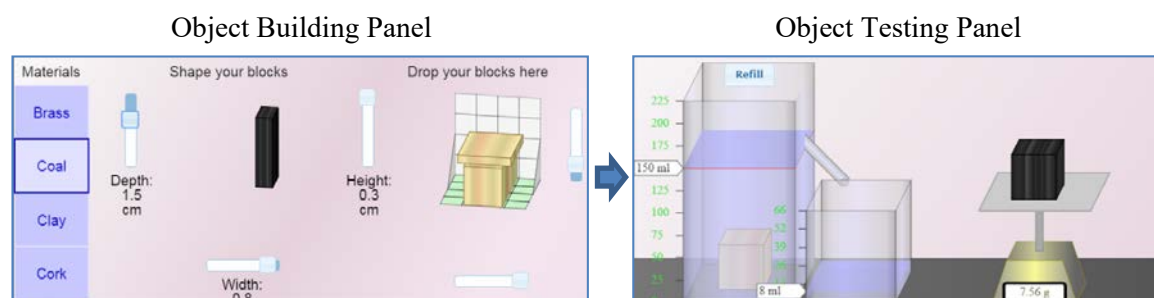 Object Building Panel
Object Testing Panel
Materials
Shape your blocks
Drop your blocks here
Brass
Coal
Clay
Cork
Depth:
1.5
cm
Height:
0.3
cm
Width:
Refill
225
200
175
150 ml
125
100
75
50
25
66
52
39
8 ml
7.56 g